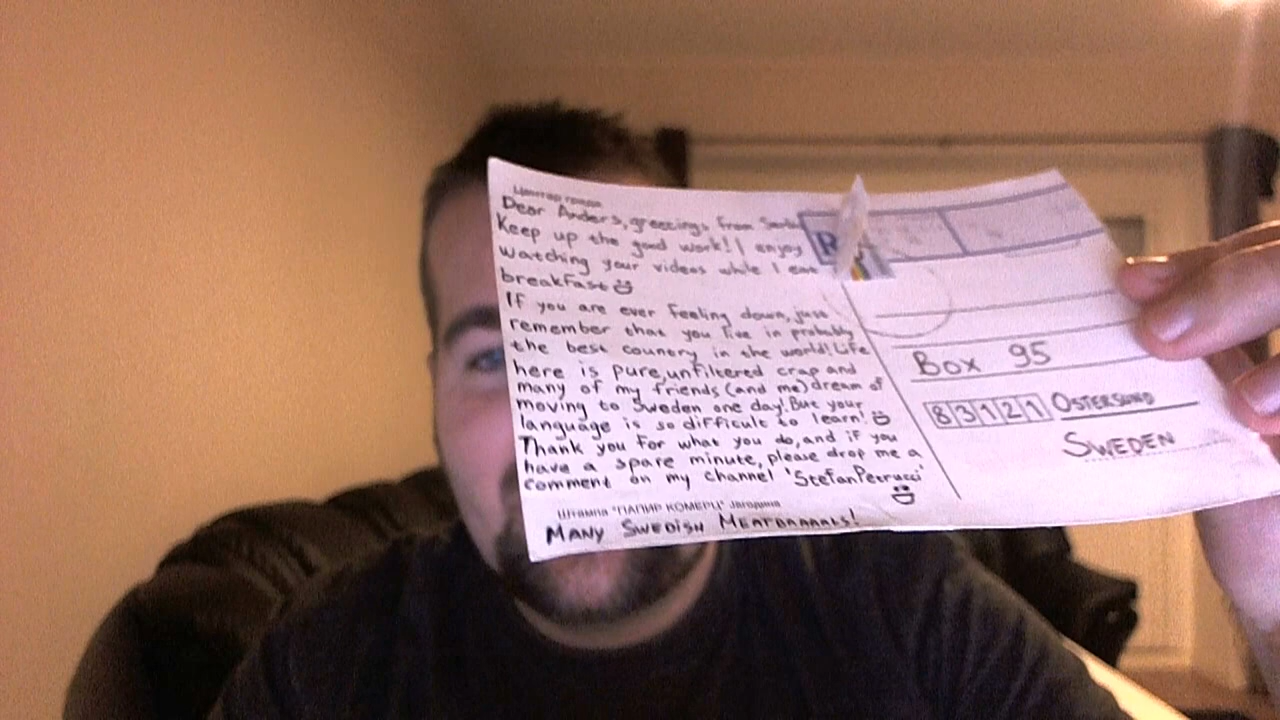 Центар града
Dear Anders, greetings from Serbia
Keep up the good work! I enjoy
watching your videos while I eat
breakfast
If you are ever feeling down, just
remember that you live in probably
the best country in the world! Life
here is pure, unfiltered crap and
many of my friends (and me) dream of
moving to Sweden one day! But your
language is so difficult to learn!
Thank you for what you do, and if you
have a spare minute, please drop me a
comment on my channel 'StefanPetrucci'
Штампа "ПАПИР КОМЕРЦ" Јагодина
MANY SWEDISH MEATBAAAALS!
R
Box 95
83121 OSTERSUND
SWEDEN